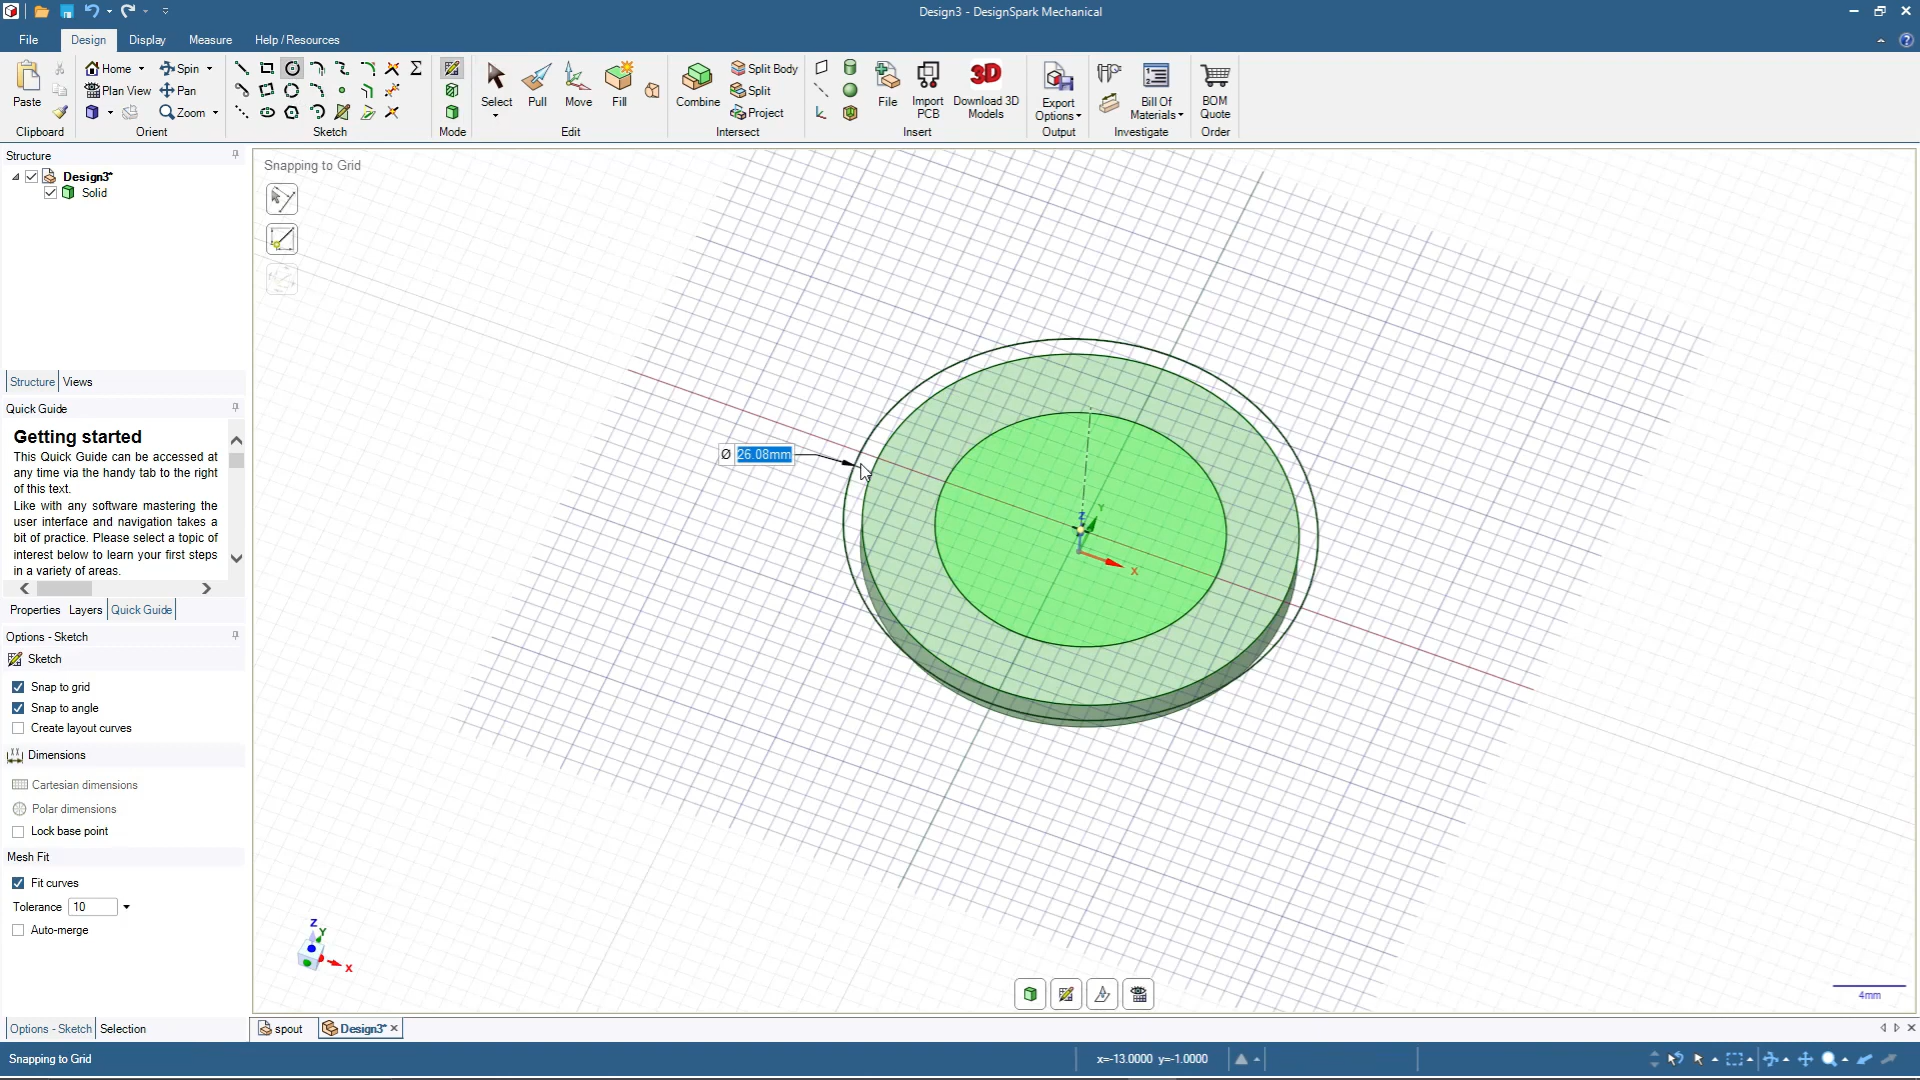 Design3 - DesignSpark Mechanical
File
Design
Display
Measure
Help / Resources
Paste
Home
Spin
Plan View
Pan
Zoom
Select
Pull
Move
Fill
Combine
Split Body
Split
Project
File
Import PCB
Download 3D Models
3D
Export Options
Bill Of Materials
BOM Quote
Clipboard
Orient
Sketch
Mode
Edit
Intersect
Insert
Output
Investigate
Order
Structure
Design3*
Solid
Structure
Views
Quick Guide
Getting started
This Quick Guide can be accessed at
any time via the handy tab to the right
of this text.
Like with any software mastering the
user interface and navigation takes a
bit of practice. Please select a topic of
interest below to learn your first steps
in a variety of areas.
Properties
Layers
Quick Guide
Options - Sketch
Sketch
Snap to grid
Snap to angle
Create layout curves
Dimensions
Cartesian dimensions
Polar dimensions
Lock base point
Mesh Fit
Fit curves
Tolerance 10
Auto-merge
Options - Sketch
Selection
Snapping to Grid
Ø 26.08mm
Z
Y
X
Z
Y
X
4mm
spout
Design3*
Snapping to Grid
x=-13.0000 y=-1.0000